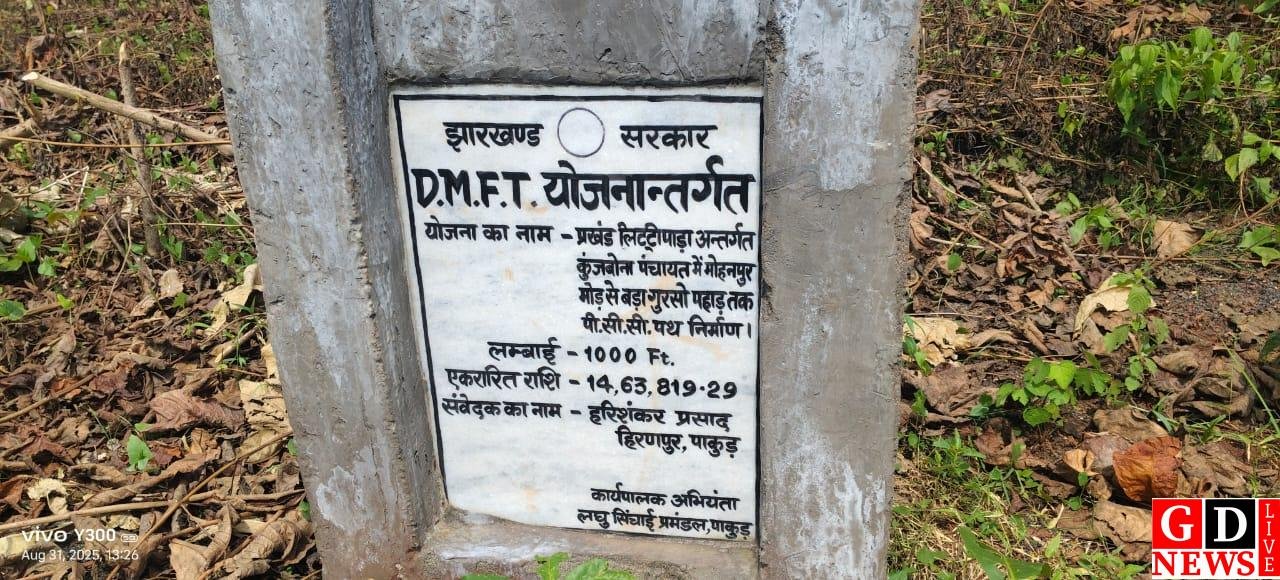 झारखण्ड सरकार
D.M.F.T. योजनान्तर्गत
योजना का नाम - प्रखंड लिट्टीपाड़ा अन्तर्गत
कुंजबोना पंचायत में मोहनपुर
मोड़ से बड़ा गुरसो पहाड़ तक
पी.सी.सी. पथ निर्माण।
लम्बाई - 1000 Ft.
एकरारित राशि - 14,63,819.29
संवेदक का नाम - हरिशंकर प्रसाद
हिरणपुर, पाकुड़
कार्यपालक अभियंता
लघु सिंचाई प्रमंडल, पाकुड़
vivo Y300 5G
Aug 31, 2025, 13:26
GD
NEWS
LIVE